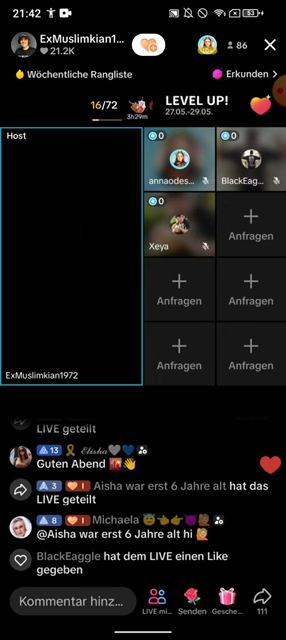 21:42
ExMuslimkian1...
21.2K
86
Wöchentliche Rangliste
Erkunden >
16/72
3h29m
LEVEL UP!
27.05.-29.05.
Host
0
annaodes...
0
BlackEagg...
0
Xeya
Anfragen
Anfragen
Anfragen
Anfragen
Anfragen
ExMuslimkian1972
LIVE geteilt
13 🎗 𝓔𝓵𝓲𝓼𝓱𝓪🩶💙
Guten Abend 🌇👋
3 1 Aisha war erst 6 Jahre alt hat das
LIVE geteilt
8 1 Michaela 😇👈👉😈🙋
@Aisha war erst 6 Jahre alt hi 🙋
BlackEaggle hat dem LIVE einen Like
gegeben
Kommentar hinz...
LIVE mi...
Senden
Gesche...
111